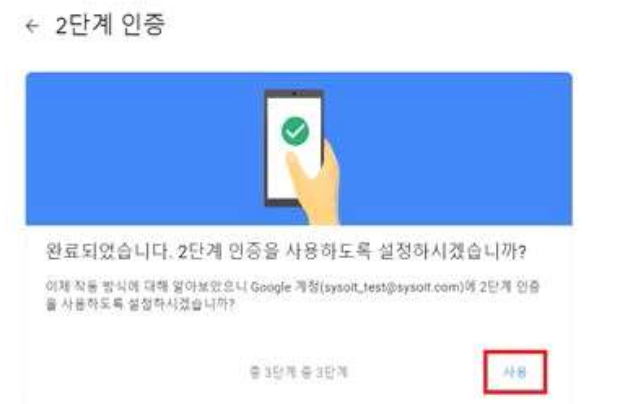 ← 2단계 인증
완료되었습니다. 2단계 인증을 사용하도록 설정하시겠습니까?
이제 작동 방식에 대해 알아보았으니 Google 계정(sysoit_test@sysoit.com)에 2단계 인증
을 사용하도록 설정하시겠습니까?
총 3단계 중 3단계
사용